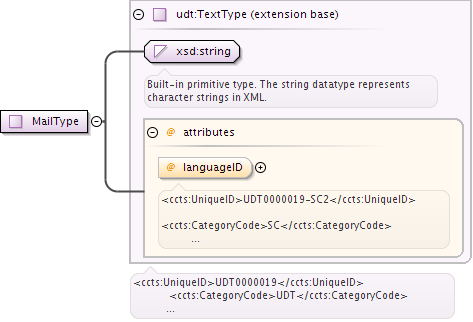 udt:TextType (extension base)
xsd:string
Built-in primitive type. The string datatype represents
character strings in XML.
MailType
@ attributes
@ languageID
<ccts:UniqueID>UDT0000019-SC2</ccts:UniqueID>
<ccts:CategoryCode>SC</ccts:CategoryCode>
...
<ccts:UniqueID>UDT0000019</ccts:UniqueID>
<ccts:CategoryCode>UDT</ccts:CategoryCode>
...